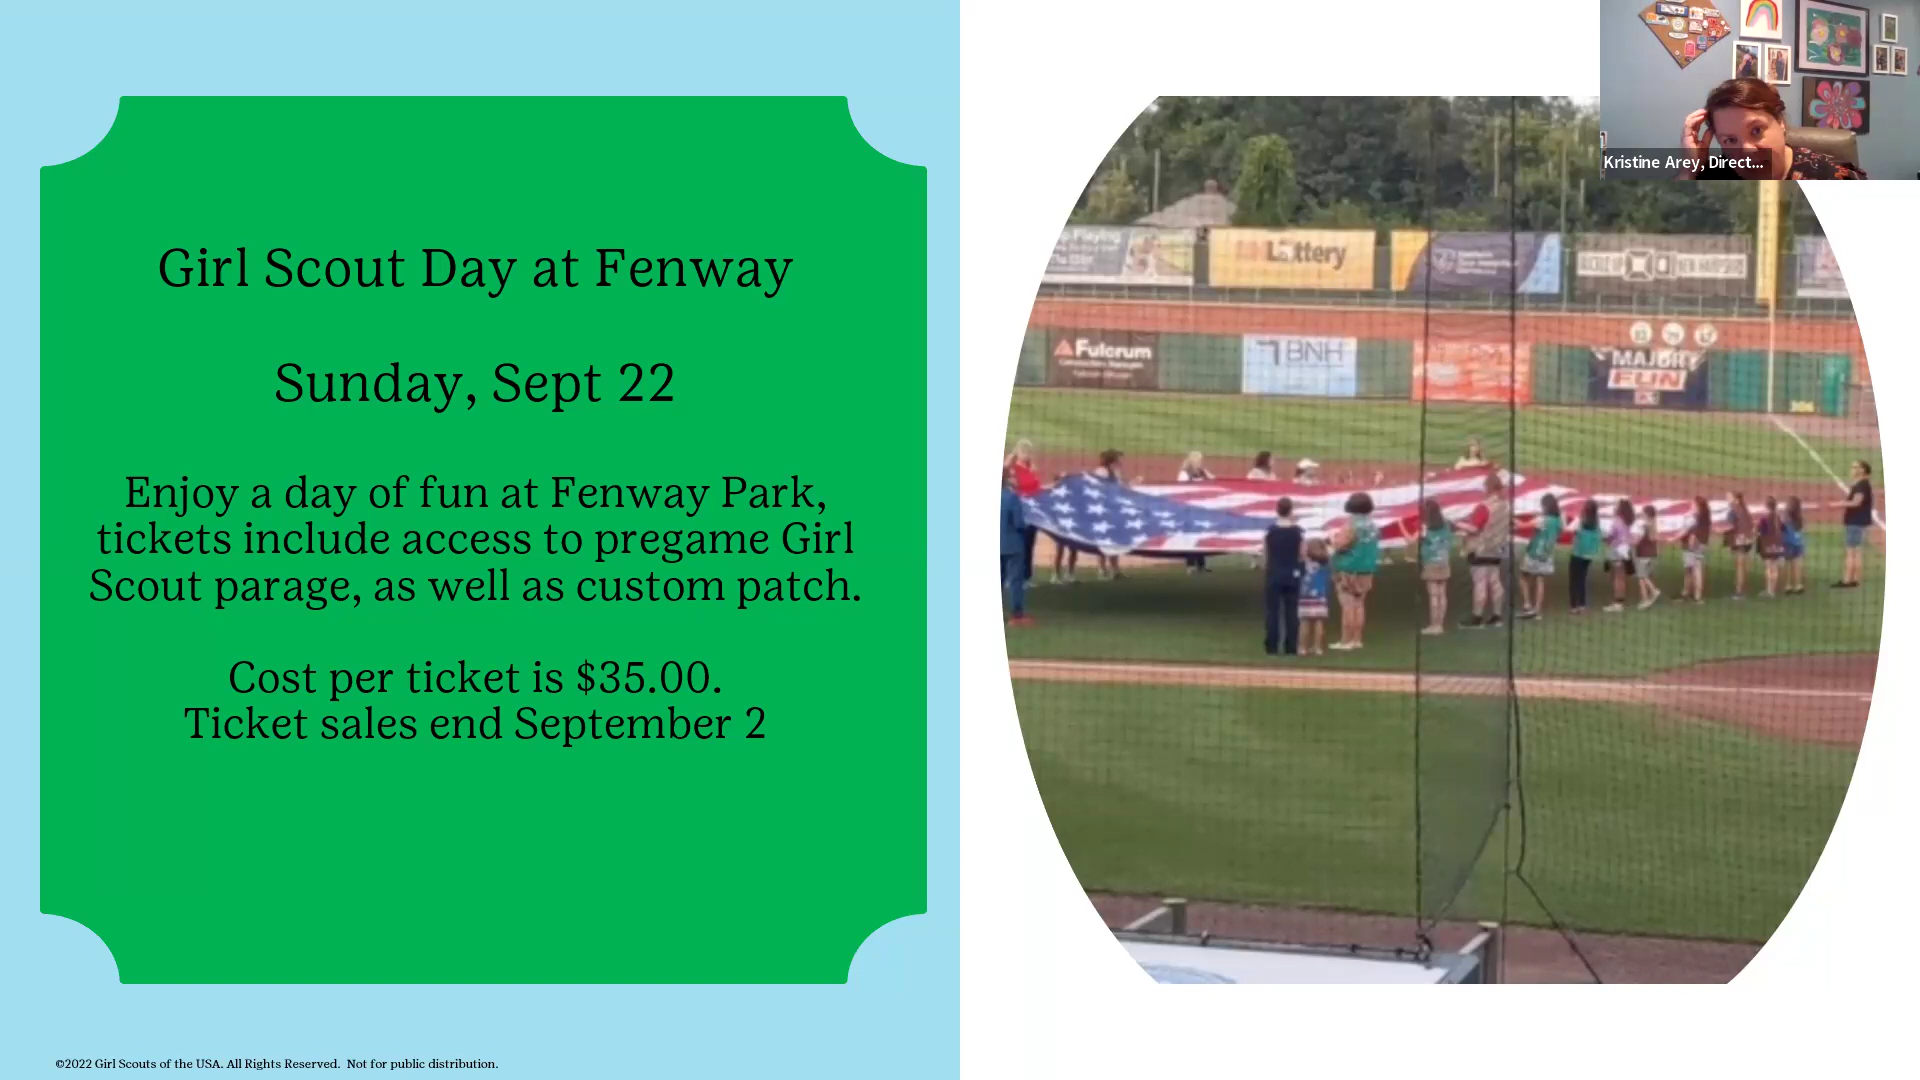 Girl Scout Day at Fenway
Sunday, Sept 22
Enjoy a day of fun at Fenway Park,
tickets include access to pregame Girl
Scout parage, as well as custom patch.
Cost per ticket is $35.00.
Ticket sales end September 2
©2022 Girl Scouts of the USA. All Rights Reserved. Not for public distribution.
Kristine Arey, Direct...
Lottery
Fulcrum
BNH
MAJOR
FUN